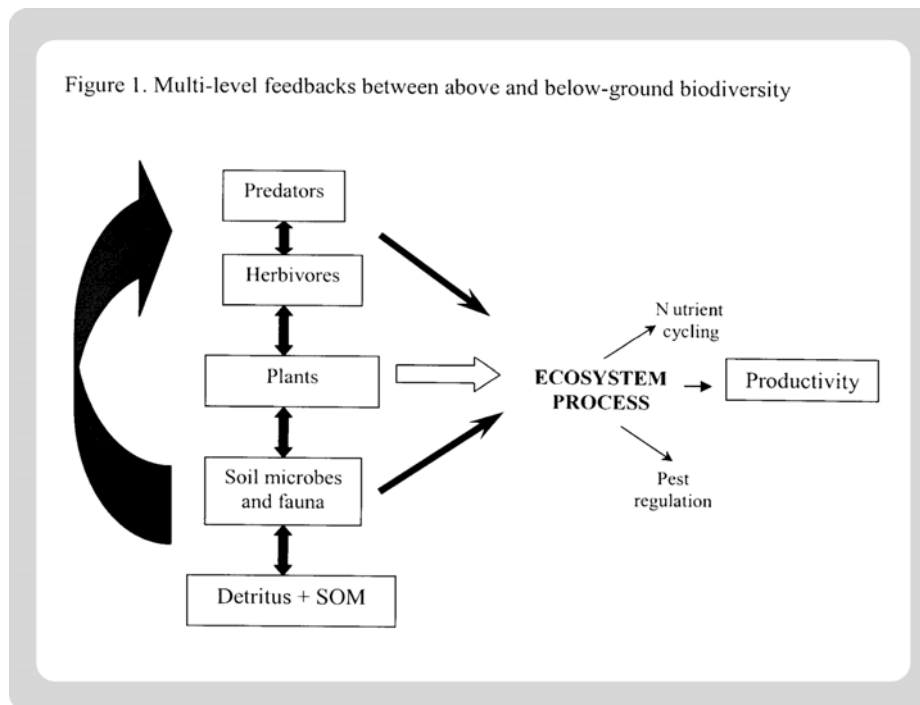 Figure 1. Multi-level feedbacks between above and below-ground biodiversity
Predators
Herbivores
Plants
Soil microbes
and fauna
Detritus + SOM
ECOSYSTEM
PROCESS
N utrient
cycling
Productivity
Pest
regulation